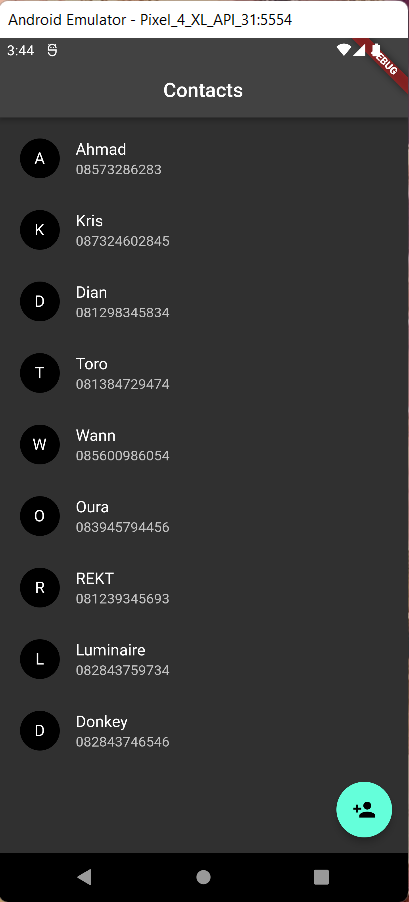 Android Emulator - Pixel_4_XL_API_31:5554
3:44
DEBUG
Contacts
A
Ahmad
08573286283
K
Kris
087324602845
D
Dian
081298345834
T
Toro
081384729474
W
Wann
085600986054
O
Oura
083945794456
R
REKT
081239345693
L
Luminaire
082843759734
D
Donkey
082843746546